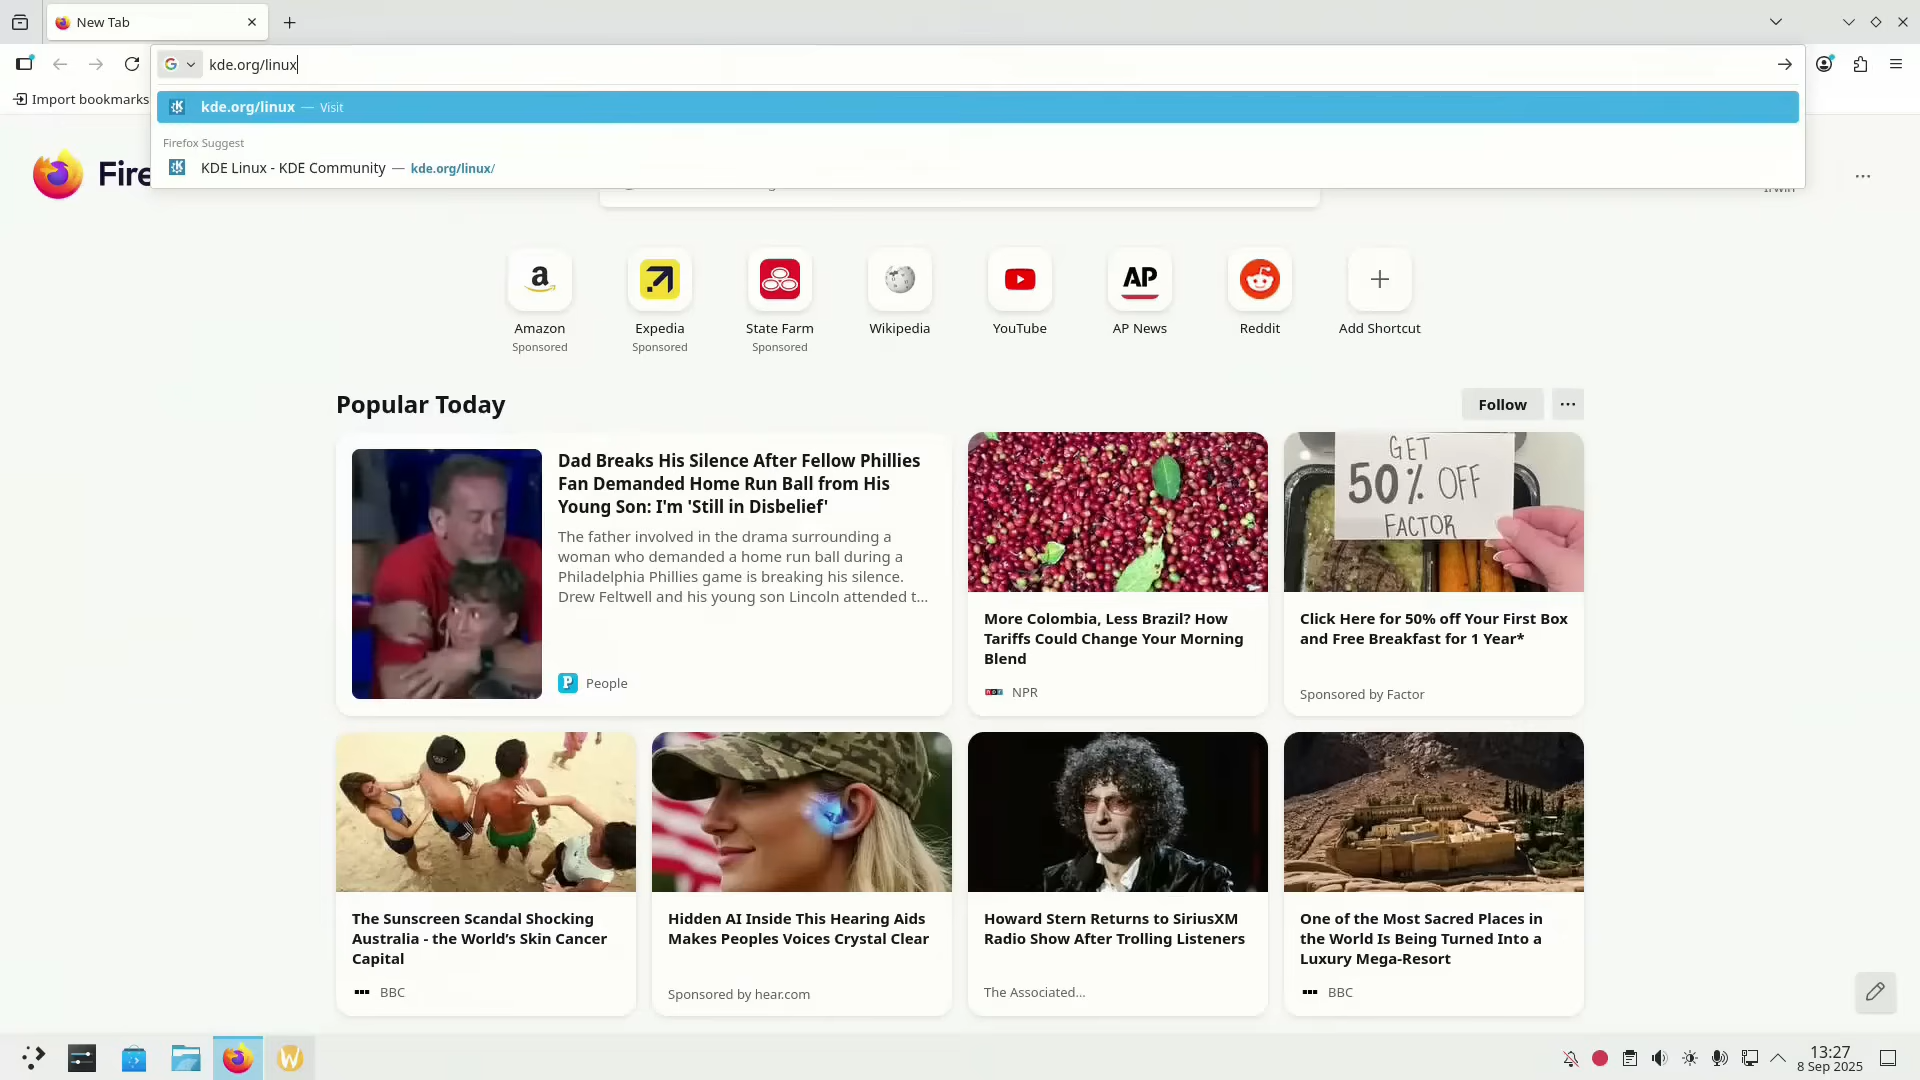 New Tab
kde.org/linux
kde.org/linux — Visit
Import bookmarks
Firefox Suggest
KDE Linux - KDE Community — kde.org/linux/
Fire
Amazon
Sponsored
Expedia
Sponsored
State Farm
Sponsored
Wikipedia
YouTube
AP
AP News
Reddit
Add Shortcut
Popular Today
Follow
Dad Breaks His Silence After Fellow Phillies
Fan Demanded Home Run Ball from His
Young Son: I'm 'Still in Disbelief'
The father involved in the drama surrounding a
woman who demanded a home run ball during a
Philadelphia Phillies game is breaking his silence.
Drew Feltwell and his young son Lincoln attended t...
People
More Colombia, Less Brazil? How
Tariffs Could Change Your Morning
Blend
NPR
GET
50% OFF
FACTOR
Click Here for 50% off Your First Box
and Free Breakfast for 1 Year*
Sponsored by Factor
The Sunscreen Scandal Shocking
Australia - the World’s Skin Cancer
Capital
BBC
Hidden AI Inside This Hearing Aids
Makes Peoples Voices Crystal Clear
Sponsored by hear.com
Howard Stern Returns to SiriusXM
Radio Show After Trolling Listeners
The Associated...
One of the Most Sacred Places in
the World Is Being Turned Into a
Luxury Mega-Resort
BBC
13:27
8 Sep 2025